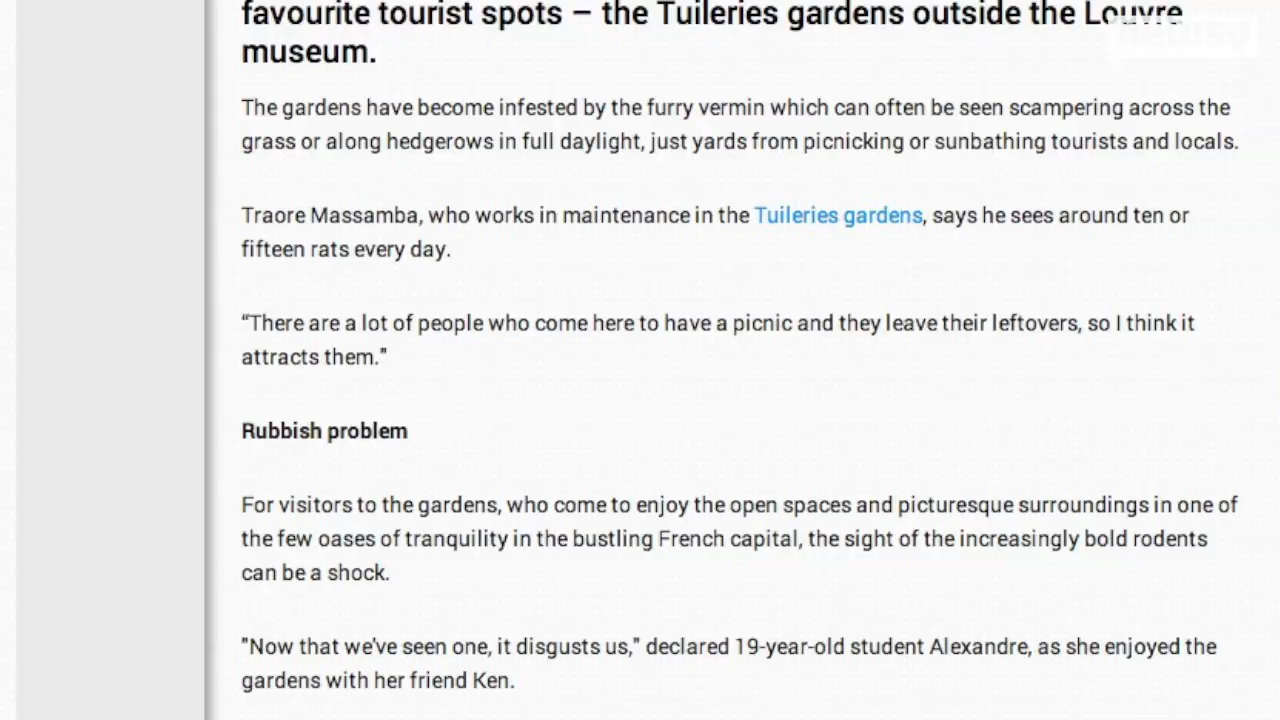 favourite tourist spots – the Tuileries gardens outside the Louvre
museum.
The gardens have become infested by the furry vermin which can often be seen scampering across the
grass or along hedgerows in full daylight, just yards from picnicking or sunbathing tourists and locals.
Traore Massamba, who works in maintenance in the Tuileries gardens, says he sees around ten or
fifteen rats every day.
“There are a lot of people who come here to have a picnic and they leave their leftovers, so I think it
attracts them."
Rubbish problem
For visitors to the gardens, who come to enjoy the open spaces and picturesque surroundings in one of
the few oases of tranquility in the bustling French capital, the sight of the increasingly bold rodents
can be a shock.
"Now that we've seen one, it disgusts us," declared 19-year-old student Alexandre, as she enjoyed the
gardens with her friend Ken.